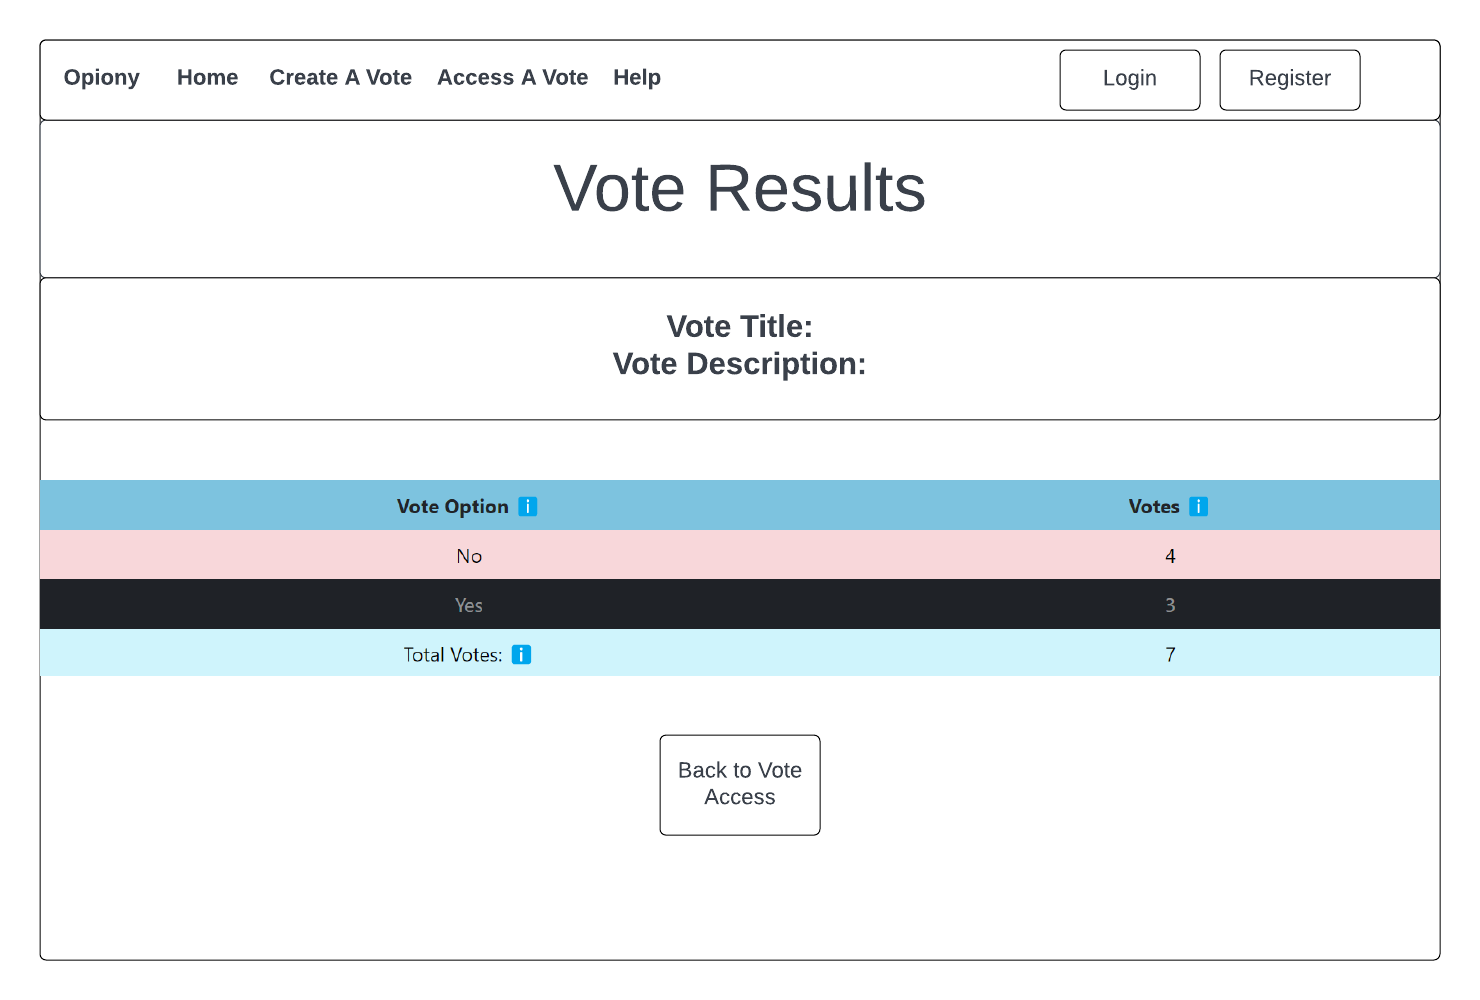 Opiony Home Create A Vote Access A Vote Help Login Register
Vote Results
Vote Title:
Vote Description:
Vote Option i Votes i
No 4
Yes 3
Total Votes: i 7
Back to Vote
Access